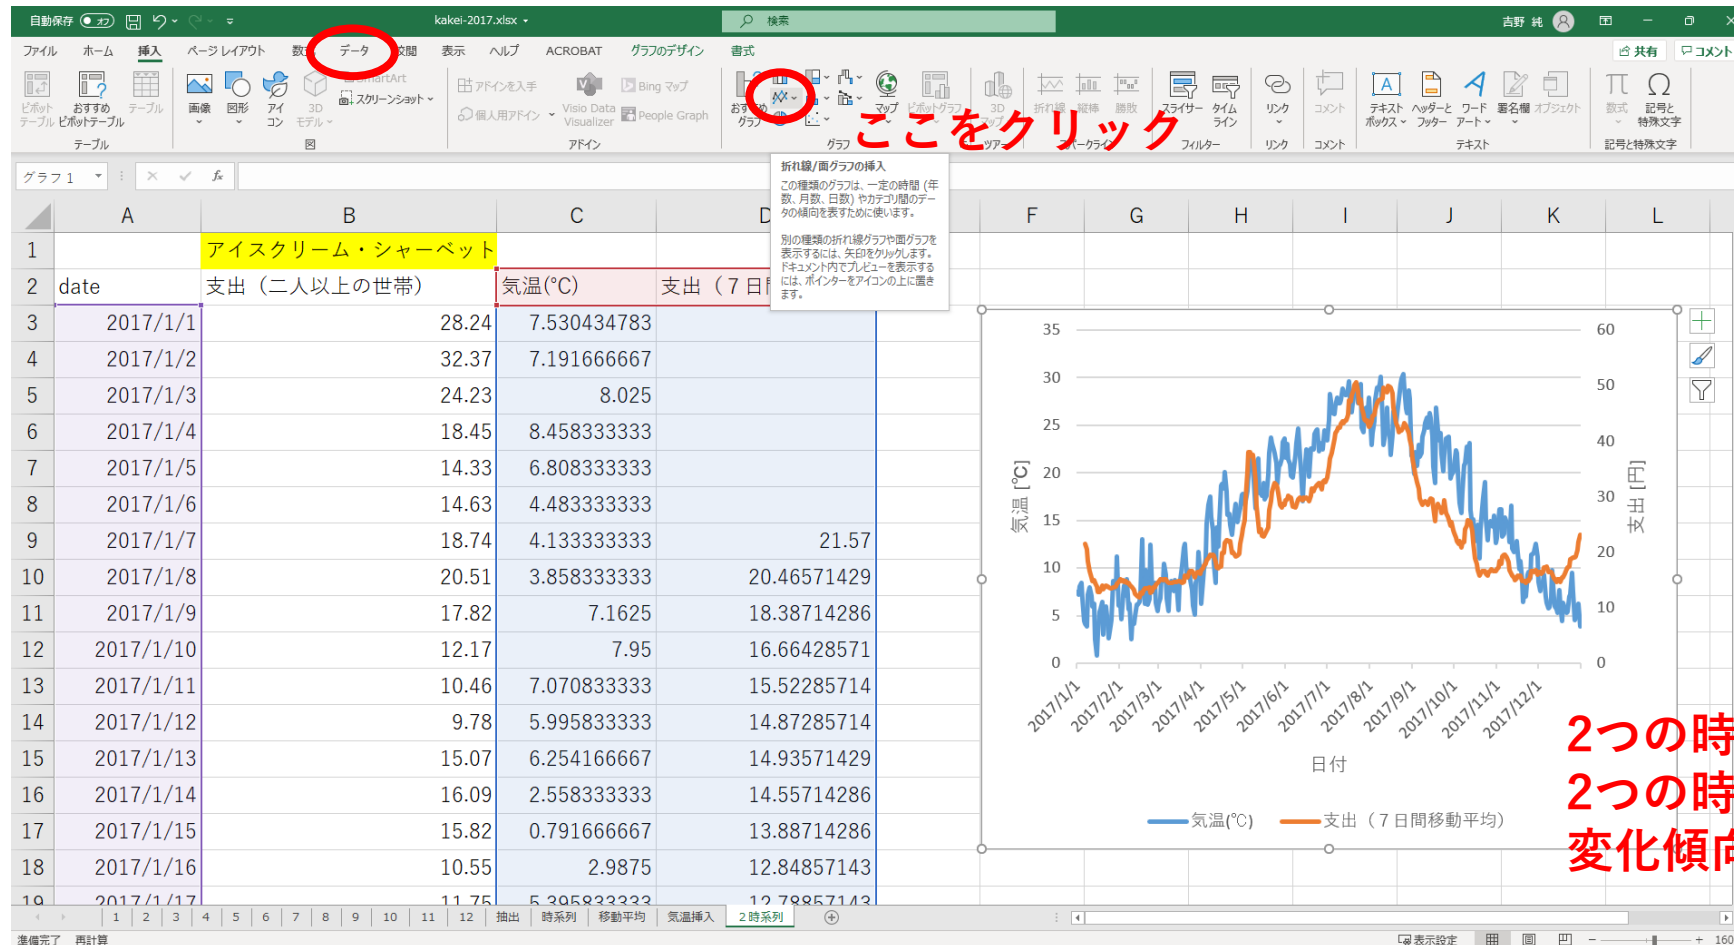 自動保存 オフ kakei-2017.xlsx 検索 吉野 純
ファイル ホーム 挿入 ページ レイアウト データ 校閲 表示 ヘルプ ACROBAT グラフのデザイン 書式 共有 コメント
ピボットテーブル おすすめピボットテーブル テーブル 画像 図形 アイコン 3Dモデル SmartArt スクリーンショット アドインを入手 個人用アドイン Visio Data Visualizer Bing マップ People Graph マップ ピボットグラフ 3Dマップ 折れ線 縦棒 勝敗 スライサー タイムライン リンク コメント テキストボックス ヘッダーとフッター ワードアート 署名欄 オブジェクト 数式 記号と特殊文字
テーブル 図 アドイン グラフ ツアー スパークライン フィルター リンク コメント テキスト 記号と特殊文字
ここをクリック
グラフ 1 fx
折れ線/面グラフの挿入
この種類のグラフは、一定の時間 (年
数、月数、日数) やカテゴリ間のデー
タの傾向を表すために使います。
別の種類の折れ線グラフや面グラフを
表示するには、矢印をクリックします。
ドキュメント内でプレビューを表示する
には、ポインターをアイコンの上に置き
ます。
A B C D F G H I J K L
1 アイスクリーム・シャーベット
2 date 支出（二人以上の世帯） 気温(℃) 支出（７日
3 2017/1/1 28.24 7.530434783
4 2017/1/2 32.37 7.191666667
5 2017/1/3 24.23 8.025
6 2017/1/4 18.45 8.458333333
7 2017/1/5 14.33 6.808333333
8 2017/1/6 14.63 4.483333333
9 2017/1/7 18.74 4.133333333 21.57
10 2017/1/8 20.51 3.858333333 20.46571429
11 2017/1/9 17.82 7.1625 18.38714286
12 2017/1/10 12.17 7.95 16.66428571
13 2017/1/11 10.46 7.070833333 15.52285714
14 2017/1/12 9.78 5.995833333 14.87285714
15 2017/1/13 15.07 6.254166667 14.93571429
16 2017/1/14 16.09 2.558333333 14.55714286
17 2017/1/15 15.82 0.791666667 13.88714286
18 2017/1/16 10.55 2.9875 12.84857143
19 2017/1/17 11.75 5.395833333 12.78857143
35 60
30 50
25 40
20 30
15 20
10 10
5 0
0
気温 [℃]
支出 [円]
2017/1/1 2017/2/1 2017/3/1 2017/4/1 2017/5/1 2017/6/1 2017/7/1 2017/8/1 2017/9/1 2017/10/1 2017/11/1 2017/12/1
日付
気温(℃) 支出（７日間移動平均）
2つの時
2つの時
変化傾向
1 2 3 4 5 6 7 8 9 10 11 12 抽出 時系列 移動平均 気温挿入 ２時系列
準備完了 再計算 表示設定 160